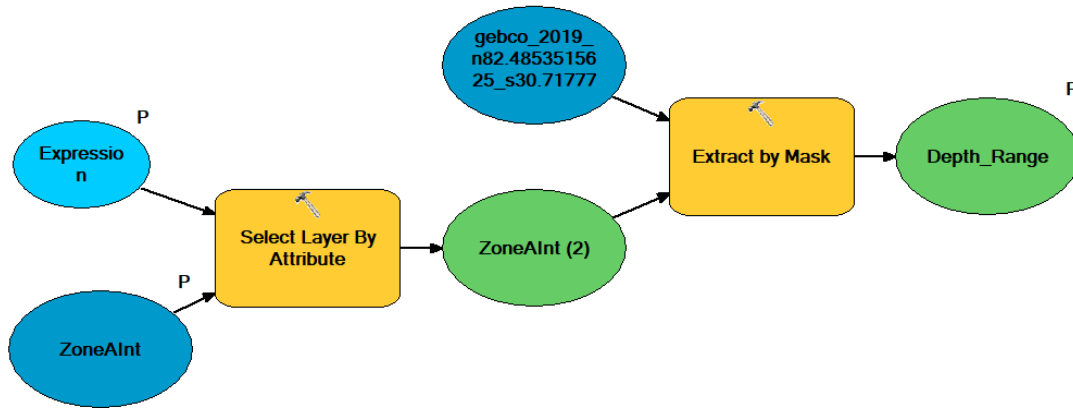 gebco_2019_
n82.48535156
25_s30.71777
P
P
Expressio
n
Extract by Mask
Depth_Range
Select Layer By
Attribute
ZoneAInt (2)
P
ZoneAInt